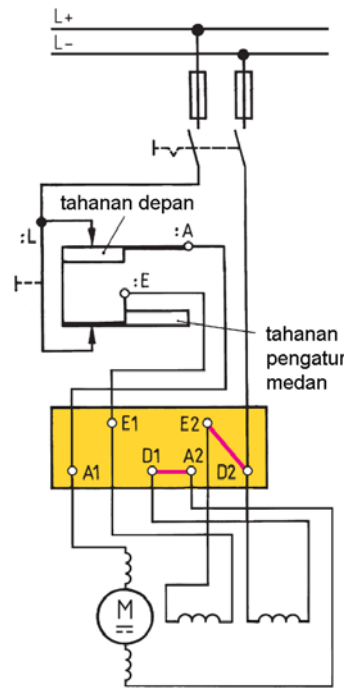 L+
L-
tahanan depan
:L
:A
:E
tahanan
pengatur
medan
E1
E2
D1
A2
A1
D2
M